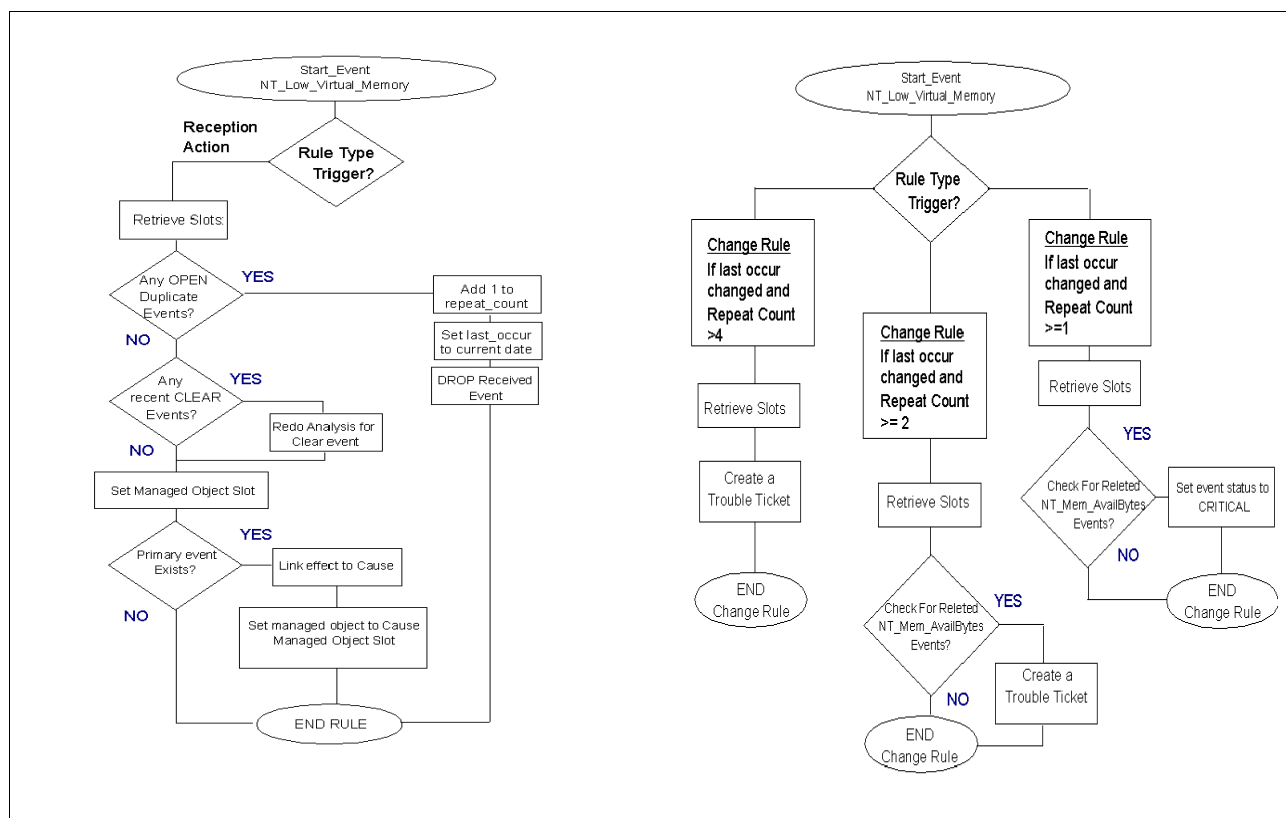 Start_Event
NT_Low_Virtual_Memory
Reception
Action
Rule Type
Trigger?
Retrieve Slots:
Any OPEN
Duplicate
Events?
YES
NO
Add 1 to
repeat_count
Set last_occur
to current date
DROP Received
Event
Any
recent CLEAR
Events?
YES
NO
Redo Analysis for
Clear event
Set Managed Object Slot
Primary event
Exists?
YES
NO
Link effect to Cause
Set managed object to Cause
Managed Object Slot
END RULE
Start_Event
NT_Low_Virtual_Memory
Rule Type
Trigger?
Change Rule
If last occur
changed and
Repeat Count
>4
Retrieve Slots
Create a
Trouble Ticket
END
Change Rule
Change Rule
If last occur
changed and
Repeat Count
>= 2
Retrieve Slots
Check For Releted
NT_Mem_AvailBytes
Events?
YES
NO
Create a
Trouble Ticket
END
Change Rule
Change Rule
If last occur
changed and
Repeat Count
>=1
Retrieve Slots
YES
Check For Releted
NT_Mem_AvailBytes
Events?
NO
Set event status to
CRITICAL
END
Change Rule